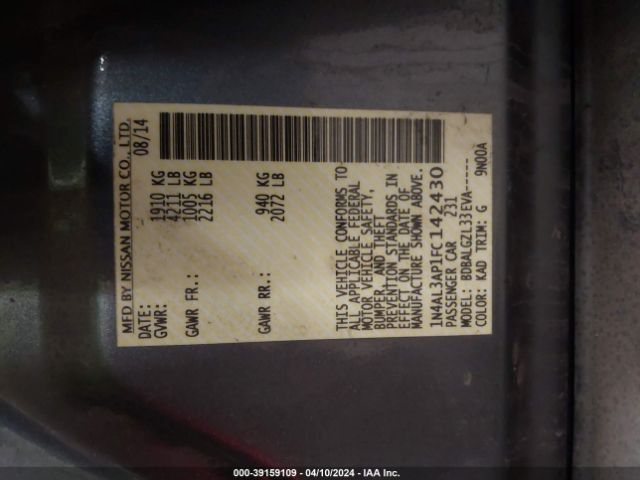 MFD BY NISSAN MOTOR CO., LTD.
DATE: 08/14
GVWR: 1910 KG
4211 LB
GAWR FR.: 1005 KG
2216 LB
GAWR RR.: 940 KG
2072 LB
THIS VEHICLE CONFORMS TO
ALL APPLICABLE FEDERAL
MOTOR VEHICLE SAFETY,
BUMPER AND THEFT
PREVENTION STANDARDS IN
EFFECT ON THE DATE OF
MANUFACTURE SHOWN ABOVE.
1N4AL3AP1FC142430
PASSENGER CAR 231
MODEL: BDBALGZL33EVA-----
COLOR: KAD TRIM: G 9N00A
000-39159109 - 04/10/2024 - IAA Inc.